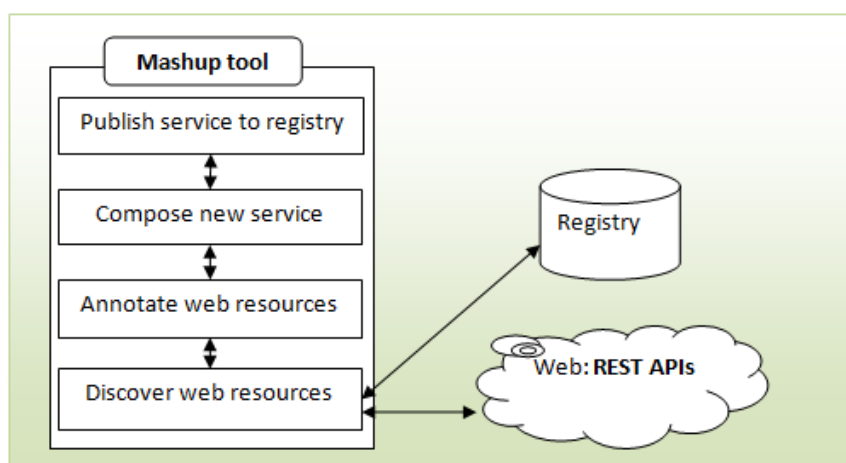 Mashup tool
Publish service to registry
Compose new service
Annotate web resources
Discover web resources
Registry
Web: REST APIs